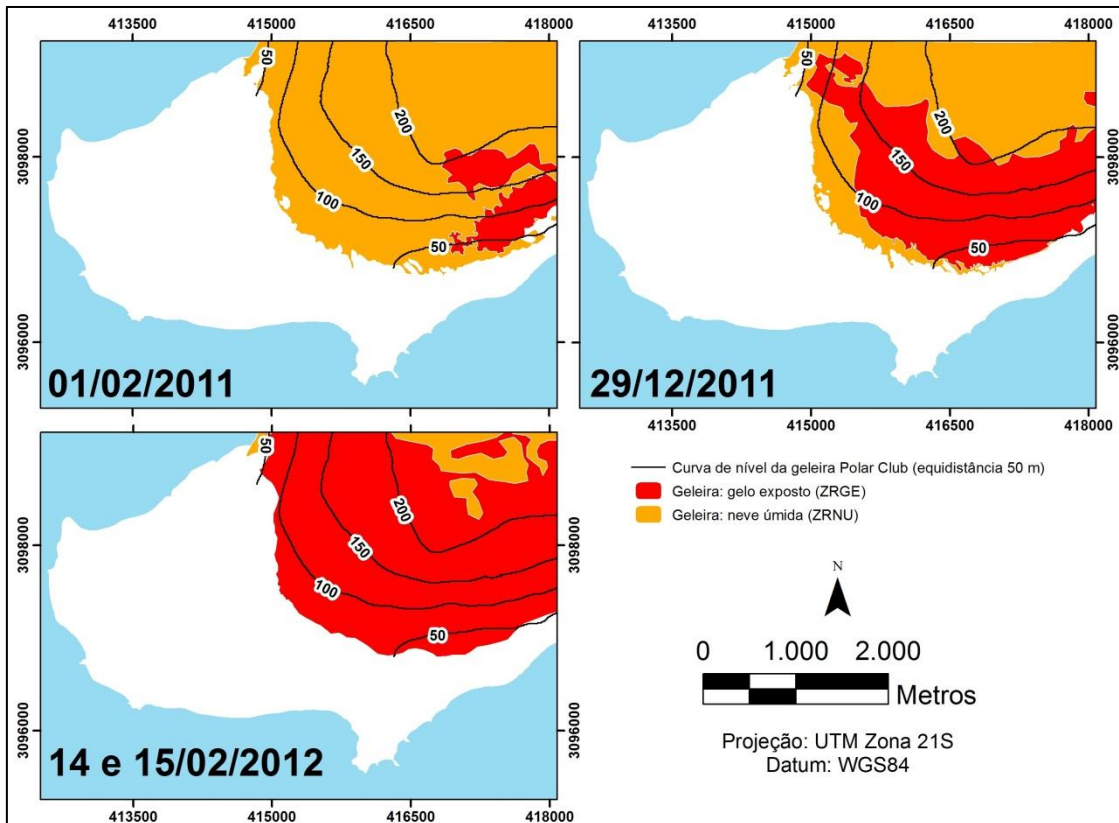 413500 415000 416500 418000
413500 415000 416500 418000
3098000
3096000
50
200
150
100
50
01/02/2011
50
200
150
100
50
29/12/2011
3098000
3096000
413500 415000 416500 418000
3098000
3096000
50
200
150
100
50
14 e 15/02/2012
3098000
3096000
413500 415000 416500 418000
Curva de nível da geleira Polar Club (equidistância 50 m)
Geleira: gelo exposto (ZRGE)
Geleira: neve úmida (ZRNU)
N
0 1.000 2.000
Metros
Projeção: UTM Zona 21S
Datum: WGS84